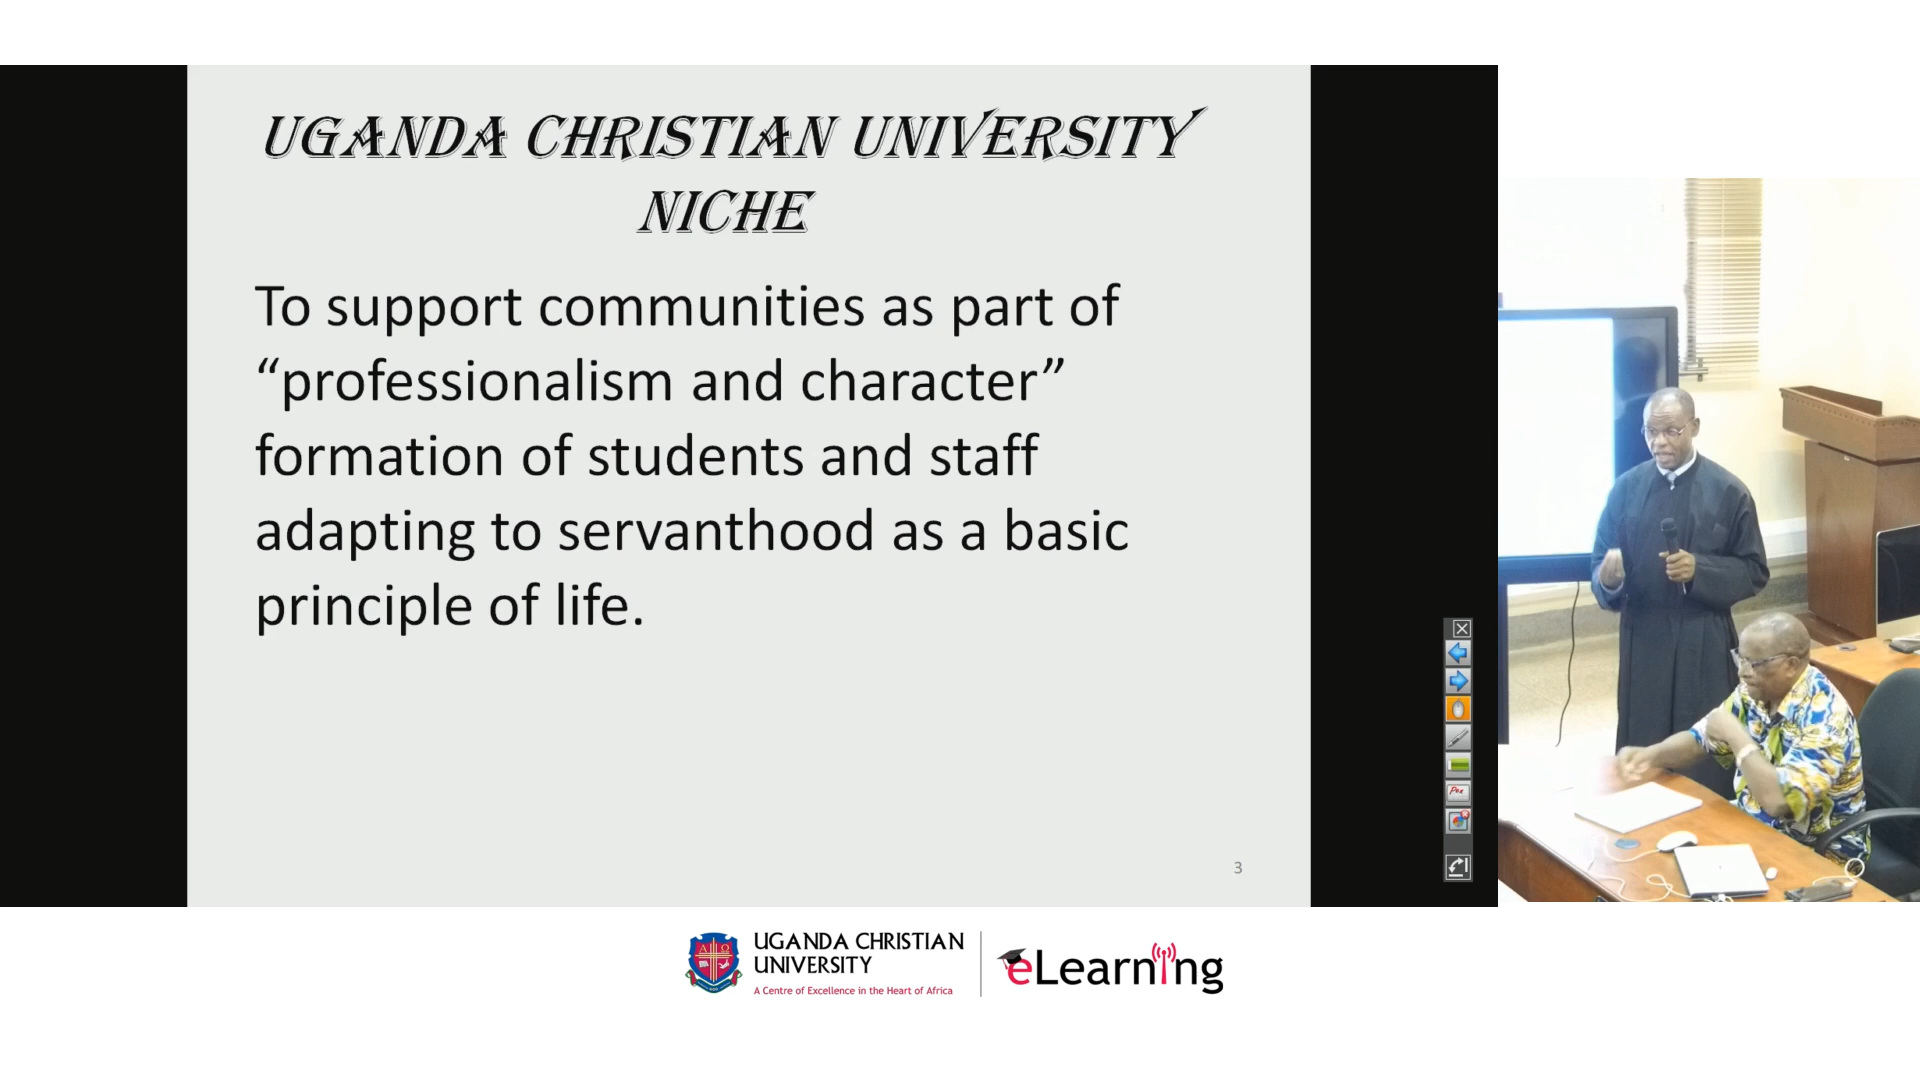 UGANDA CHRISTIAN UNIVERSITY
NICHE
To support communities as part of
“professionalism and character”
formation of students and staff
adapting to servanthood as a basic
principle of life.
3
UGANDA CHRISTIAN
UNIVERSITY
A Centre of Excellence in the Heart of Africa
eLearning